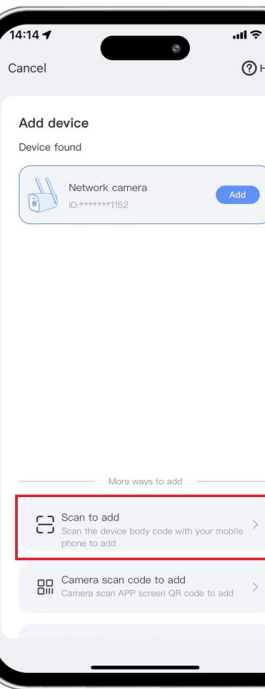 14:14
Cancel
H
Add device
Device found
Network camera
ID:*******1152
Add
More ways to add
Scan to add
Scan the device body code with your mobile
phone to add
Camera scan code to add
Camera scan APP screen QR code to add